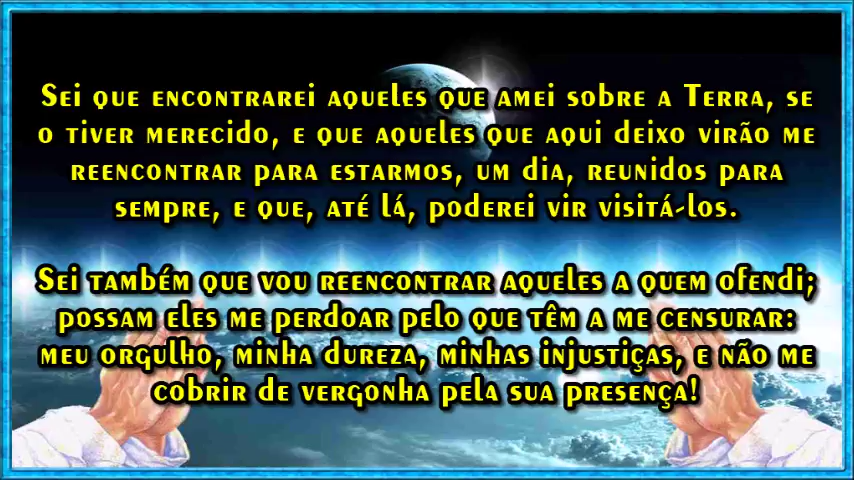 Sei que encontrarei aqueles que amei sobre a Terra, se
o tiver merecido, e que aqueles que aqui deixo virão me
reencontrar para estarmos, um dia, reunidos para
sempre, e que, até lá, poderei vir visitá-los.
Sei também que vou reencontrar aqueles a quem ofendi;
possam eles me perdoar pelo que têm a me censurar:
meu orgulho, minha dureza, minhas injustiças, e não me
cobrir de vergonha pela sua presença!